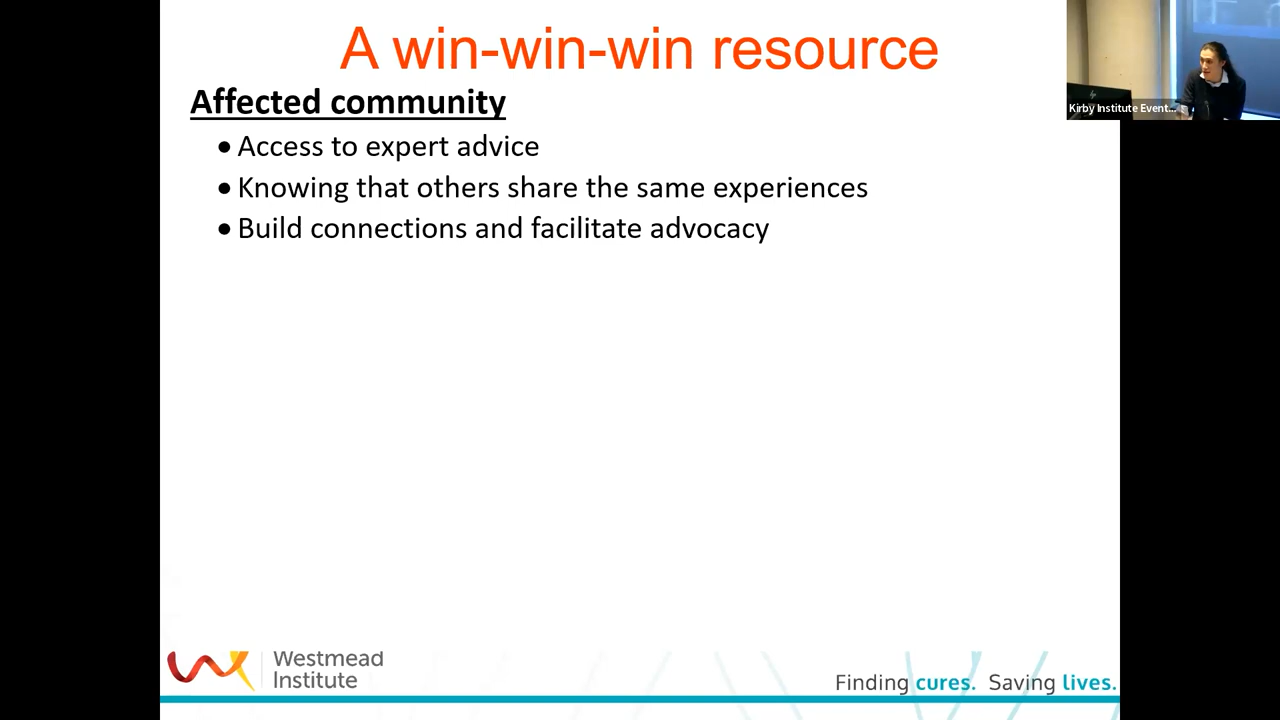 A win-win-win resource
Affected community
• Access to expert advice
• Knowing that others share the same experiences
• Build connections and facilitate advocacy
Kirby Institute Event...
Westmead
Institute
Finding cures. Saving lives.